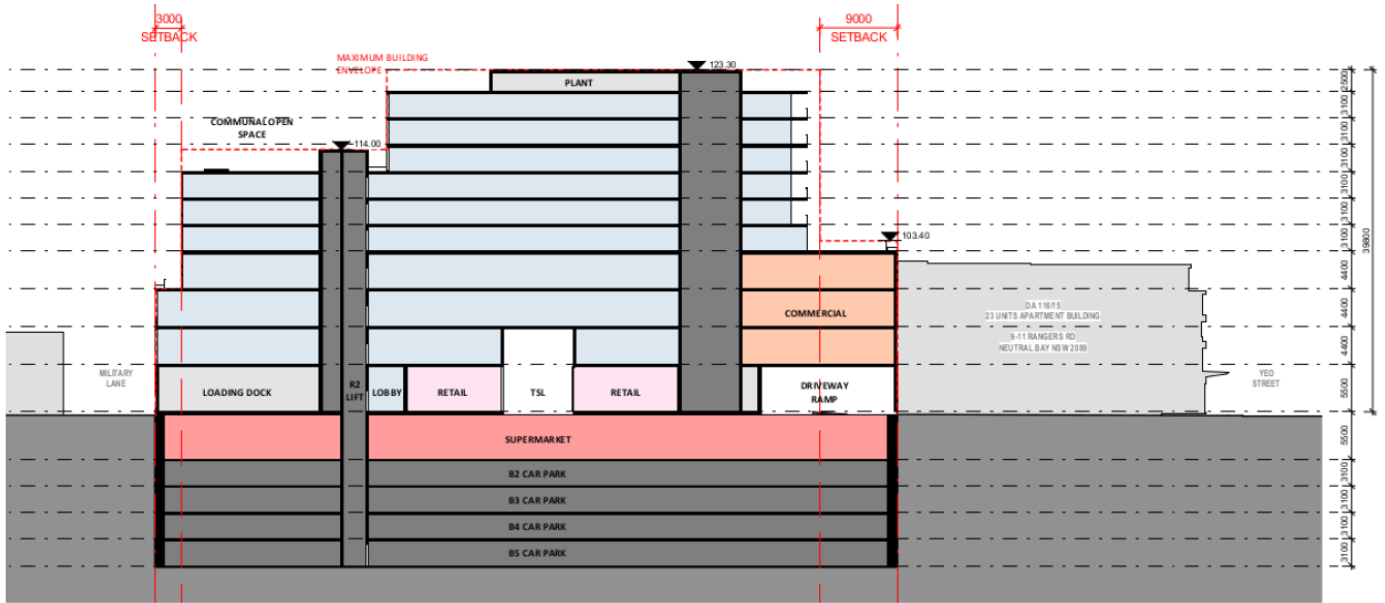 3000
SETBACK
9000
SETBACK
MAXIMUM BUILDING
ENVELOPE
123.30
PLANT
COMMUNAL OPEN
SPACE
114.00
103.40
2500
3100
3100
3100
3100
3100
3100
4400
4400
4400
5500
39800
COMMERCIAL
DA 116/15
23 UNITS APARTMENT BUILDING
9-11 RANGERS RD
NEUTRAL BAY NSW 2089
MILITARY
LANE
LOADING DOCK
R2
LIFT
LOBBY
RETAIL
TSL
RETAIL
DRIVEWAY
RAMP
YEO
STREET
SUPERMARKET
5500
B2 CAR PARK
3100
B3 CAR PARK
3100
B4 CAR PARK
3100
B5 CAR PARK
3100